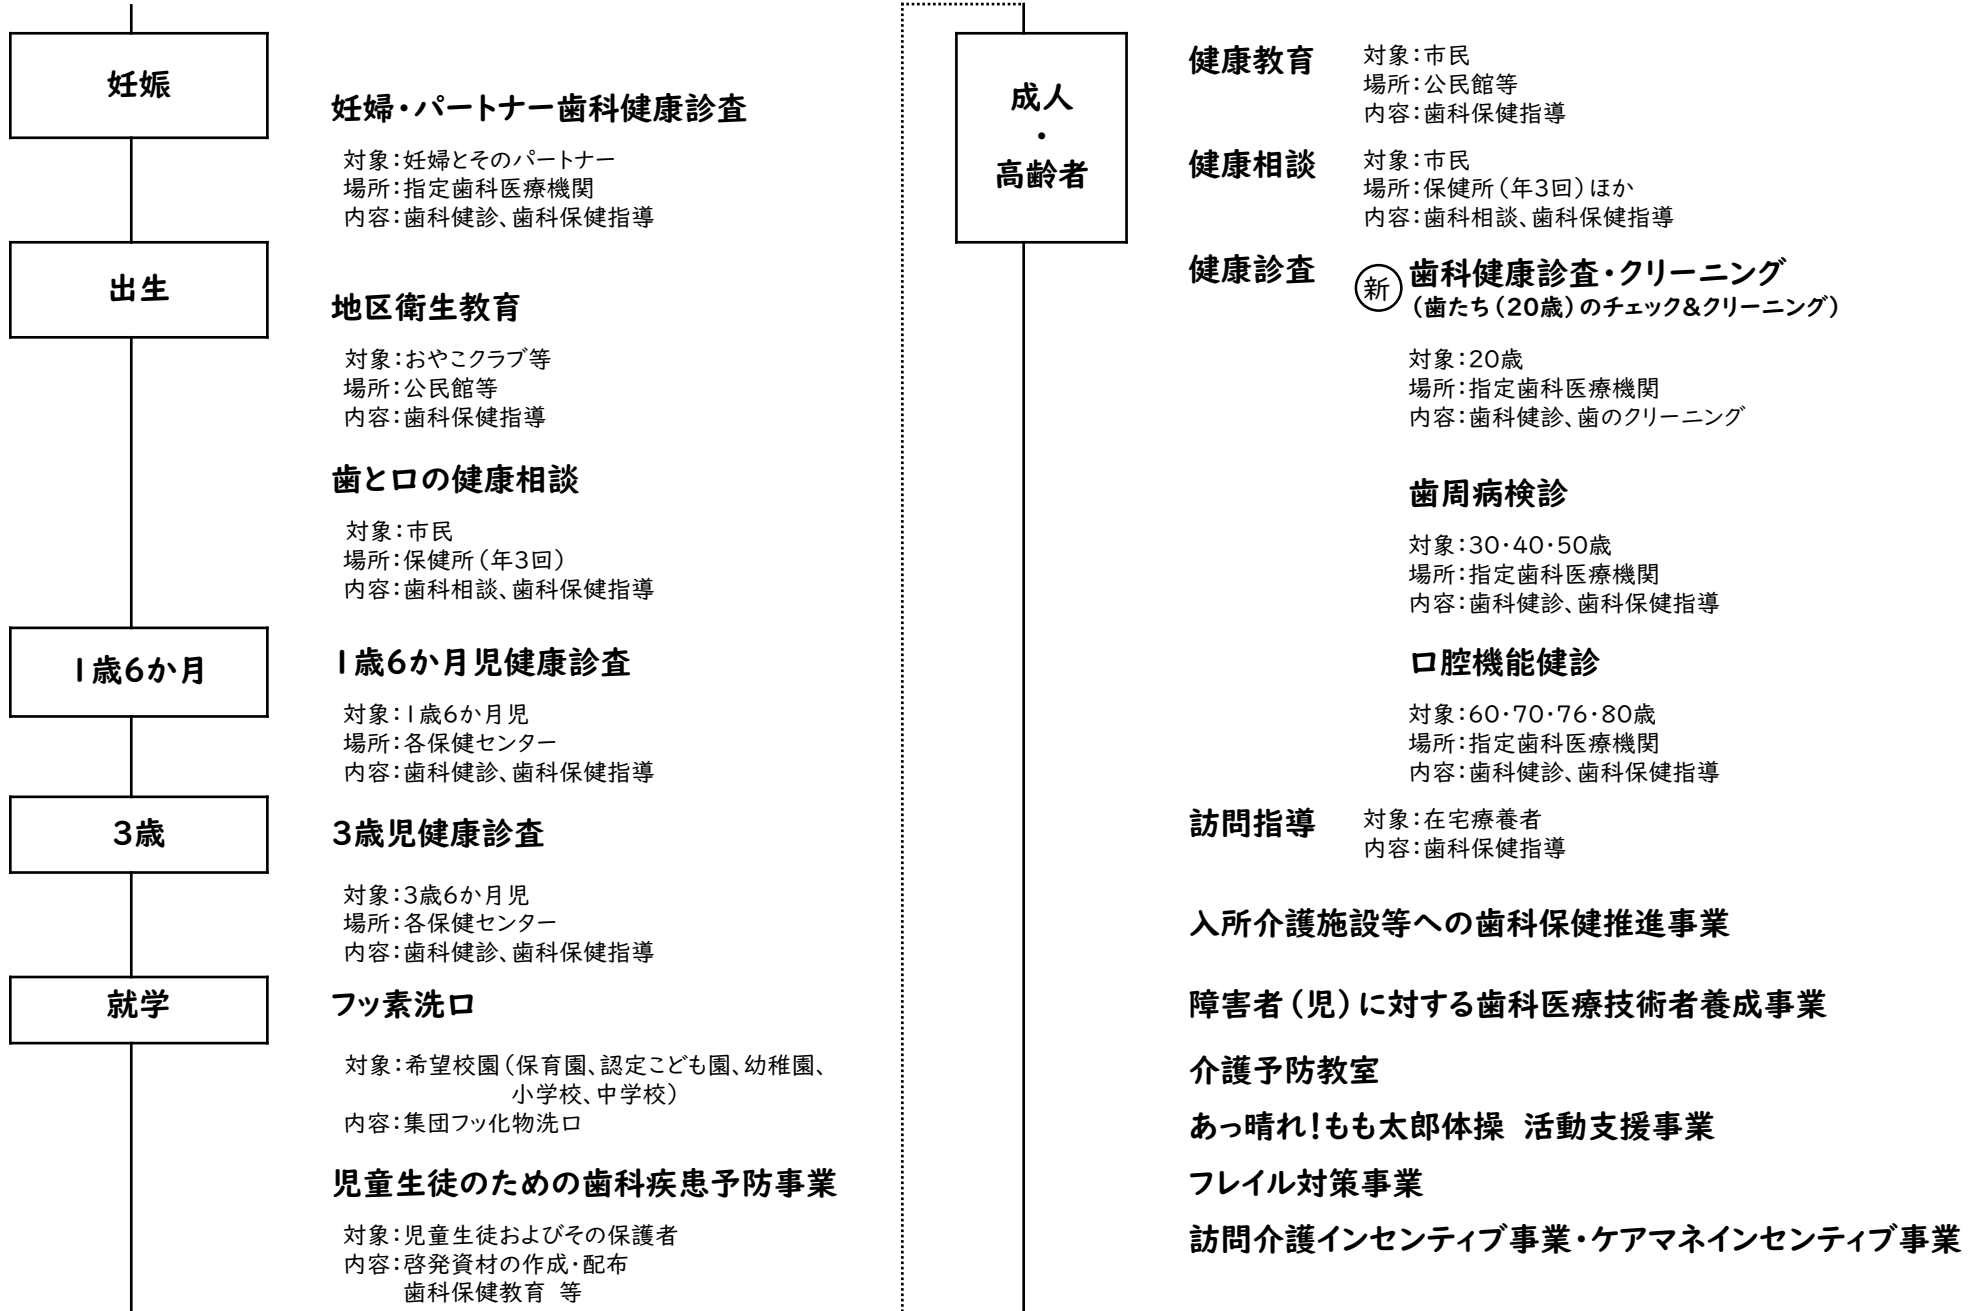 妊娠
妊婦・パートナー歯科健康診査
対象:妊婦とそのパートナー
場所:指定歯科医療機関
内容:歯科健診、歯科保健指導
出生
地区衛生教育
対象:おやこクラブ等
場所:公民館等
内容:歯科保健指導
歯と口の健康相談
対象:市民
場所:保健所(年3回)
内容:歯科相談、歯科保健指導
1歳6か月
1歳6か月児健康診査
対象:1歳6か月児
場所:各保健センター
内容:歯科健診、歯科保健指導
3歳
3歳児健康診査
対象:3歳6か月児
場所:各保健センター
内容:歯科健診、歯科保健指導
就学
フッ素洗口
対象:希望校園(保育園、認定こども園、幼稚園、
小学校、中学校)
内容:集団フッ化物洗口
児童生徒のための歯科疾患予防事業
対象:児童生徒およびその保護者
内容:啓発資材の作成・配布
歯科保健教育 等
成人
・
高齢者
健康教育
対象:市民
場所:公民館等
内容:歯科保健指導
健康相談
対象:市民
場所:保健所(年3回)ほか
内容:歯科相談、歯科保健指導
健康診査
新 歯科健康診査・クリーニング
(歯たち(20歳)のチェック&クリーニング)
対象:20歳
場所:指定歯科医療機関
内容:歯科健診、歯のクリーニング
歯周病検診
対象:30・40・50歳
場所:指定歯科医療機関
内容:歯科健診、歯科保健指導
口腔機能健診
対象:60・70・76・80歳
場所:指定歯科医療機関
内容:歯科健診、歯科保健指導
訪問指導
対象:在宅療養者
内容:歯科保健指導
入所介護施設等への歯科保健推進事業
障害者(児)に対する歯科医療技術者養成事業
介護予防教室
あっ晴れ!もも太郎体操 活動支援事業
フレイル対策事業
訪問介護インセンティブ事業・ケアマネインセンティブ事業